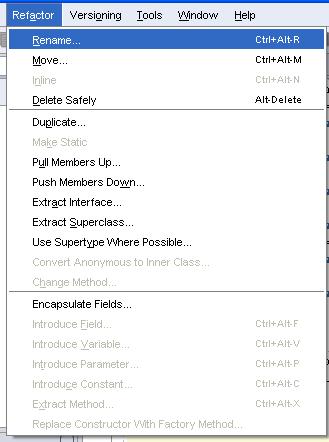 Refactor Versioning Tools Window Help
Rename... Ctrl+Alt-R
Move... Ctrl+Alt-M
Inline Ctrl+Alt-N
Delete Safely Alt-Delete
Duplicate...
Make Static
Pull Members Up...
Push Members Down...
Extract Interface...
Extract Superclass...
Use Supertype Where Possible...
Convert Anonymous to Inner Class...
Change Method...
Encapsulate Fields...
Introduce Field... Ctrl+Alt-F
Introduce Variable... Ctrl+Alt-V
Introduce Parameter... Ctrl+Alt-P
Introduce Constant... Ctrl+Alt-C
Extract Method... Ctrl+Alt-X
Replace Constructor With Factory Method...